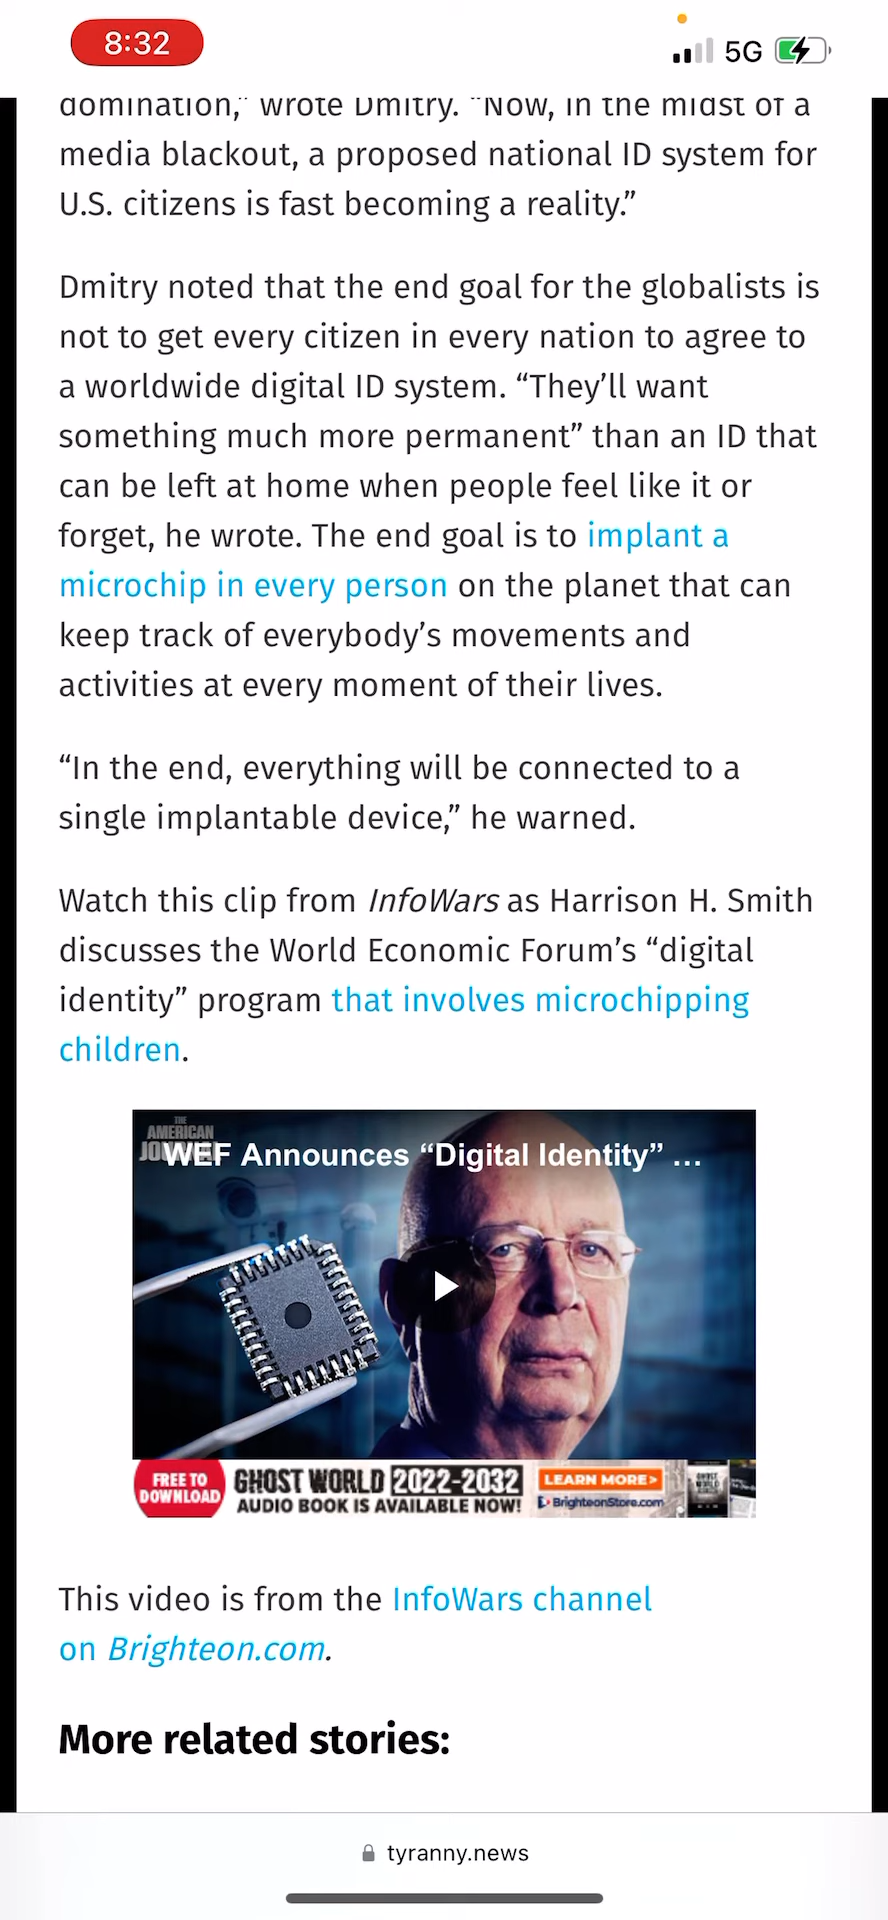 8:32
5G
domination,” wrote Dmitry. “Now, in the midst of a
media blackout, a proposed national ID system for
U.S. citizens is fast becoming a reality.”
Dmitry noted that the end goal for the globalists is
not to get every citizen in every nation to agree to
a worldwide digital ID system. “They’ll want
something much more permanent” than an ID that
can be left at home when people feel like it or
forget, he wrote. The end goal is to implant a
microchip in every person on the planet that can
keep track of everybody’s movements and
activities at every moment of their lives.
“In the end, everything will be connected to a
single implantable device,” he warned.
Watch this clip from InfoWars as Harrison H. Smith
discusses the World Economic Forum’s “digital
identity” program that involves microchipping
children.
THE
AMERICAN
WEF Announces “Digital Identity” ...
FREE TO
DOWNLOAD
GHOST WORLD 2022-2032
AUDIO BOOK IS AVAILABLE NOW!
LEARN MORE>
BrighteonStore.com
This video is from the InfoWars channel
on Brighteon.com.
More related stories:
tyranny.news